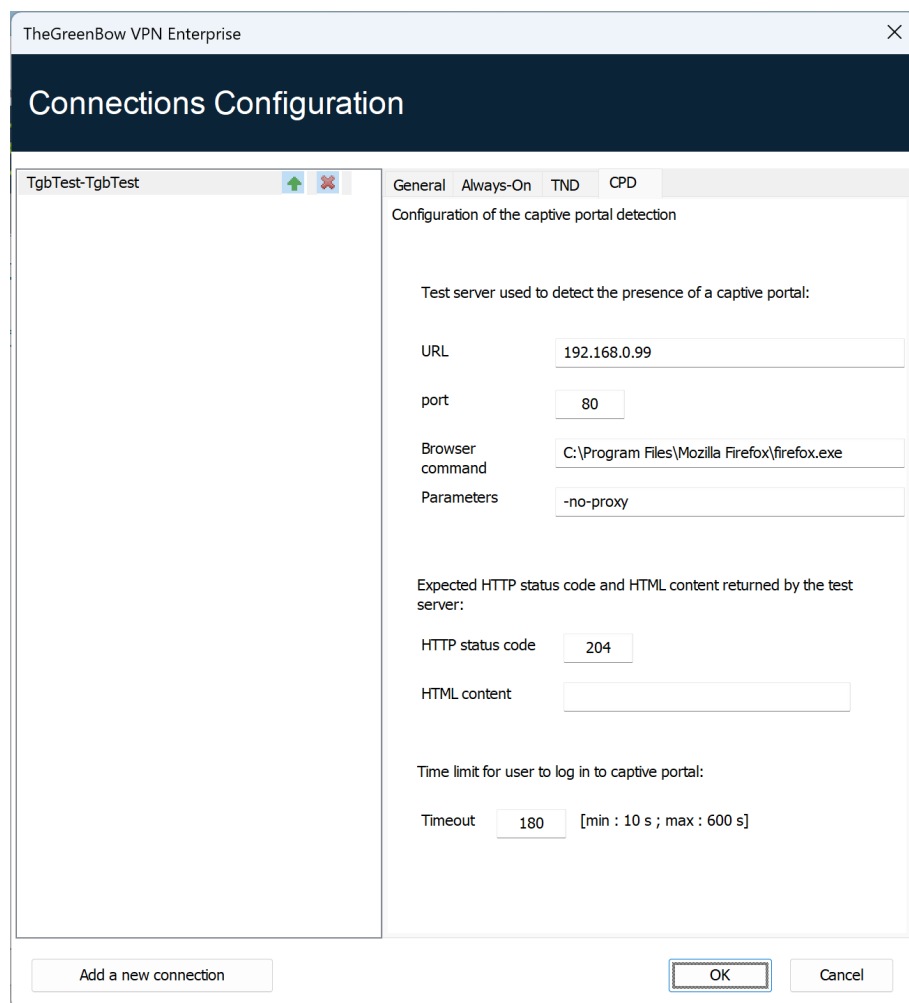 TheGreenBow VPN Enterprise
Connections Configuration
TgbTest-TgbTest
General Always-On TND CPD
Configuration of the captive portal detection
Test server used to detect the presence of a captive portal:
URL 192.168.0.99
port 80
Browser
command
C:\Program Files\Mozilla Firefox\firefox.exe
Parameters -no-proxy
Expected HTTP status code and HTML content returned by the test
server:
HTTP status code 204
HTML content
Time limit for user to log in to captive portal:
Timeout 180 [min : 10 s ; max : 600 s]
Add a new connection OK Cancel